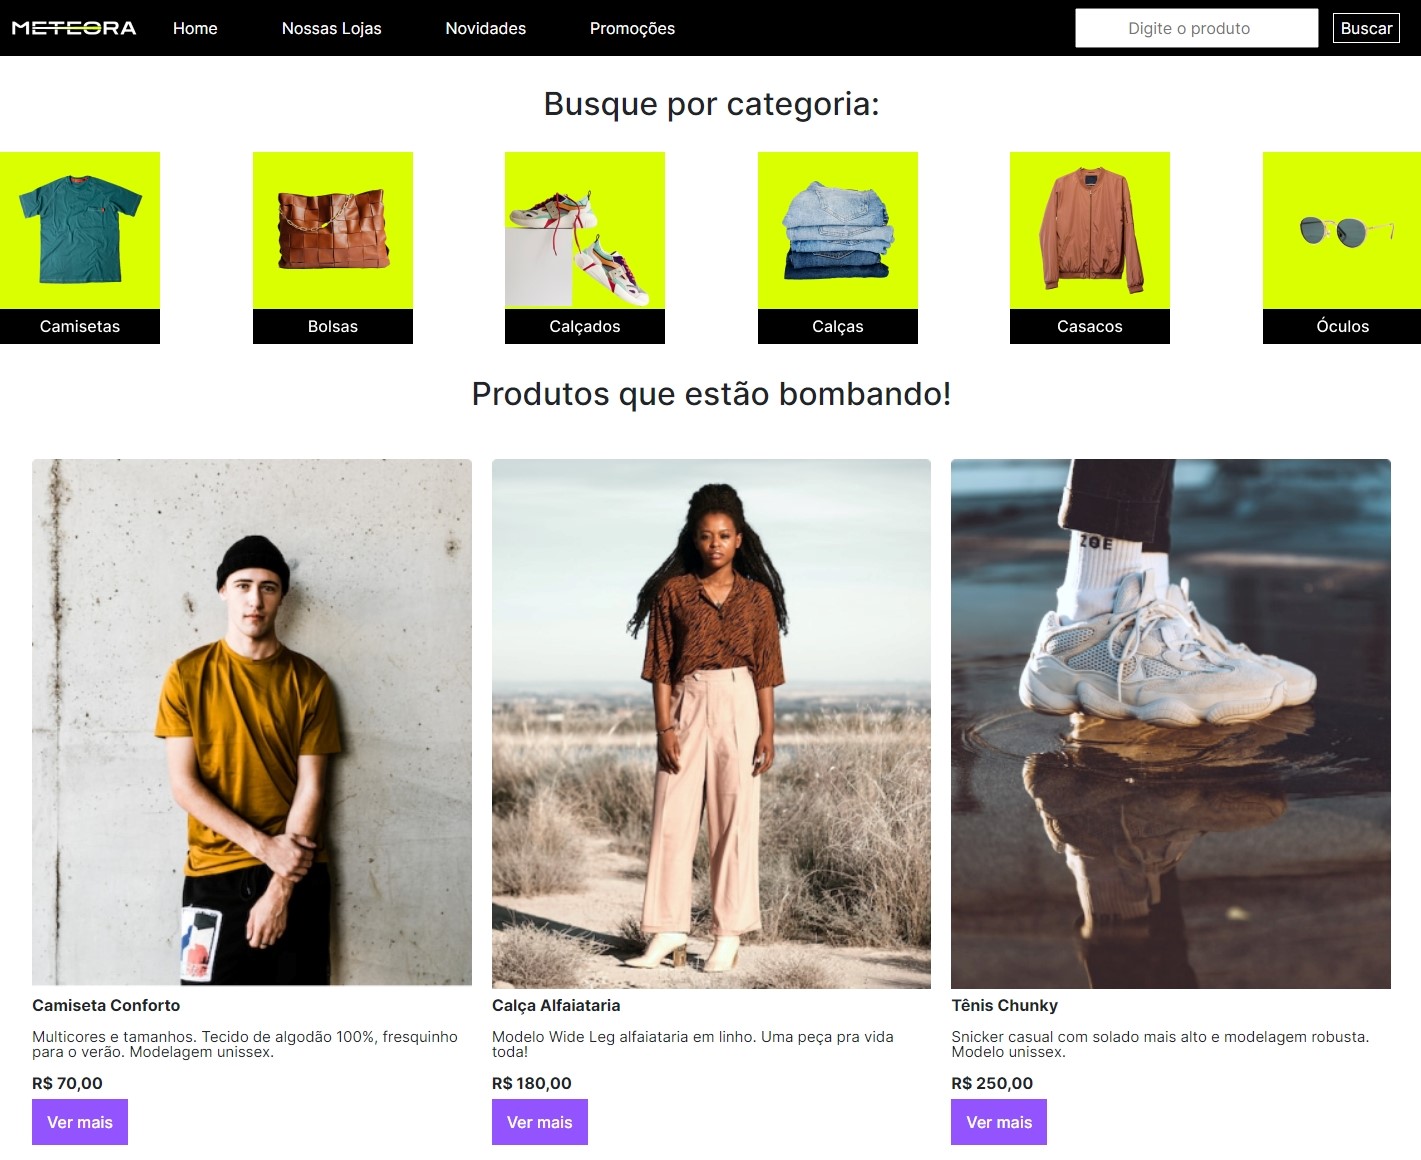 METEORA Home Nossas Lojas Novidades Promoções Digite o produto Buscar
Busque por categoria:
Camisetas Bolsas Calçados Calças Casacos Óculos
Produtos que estão bombando!
ZOE
Camiseta Conforto
Multicores e tamanhos. Tecido de algodão 100%, fresquinho
para o verão. Modelagem unissex.
R$ 70,00
Ver mais
Calça Alfaiataria
Modelo Wide Leg alfaiataria em linho. Uma peça pra vida
toda!
R$ 180,00
Ver mais
Tênis Chunky
Snicker casual com solado mais alto e modelagem robusta.
Modelo unissex.
R$ 250,00
Ver mais